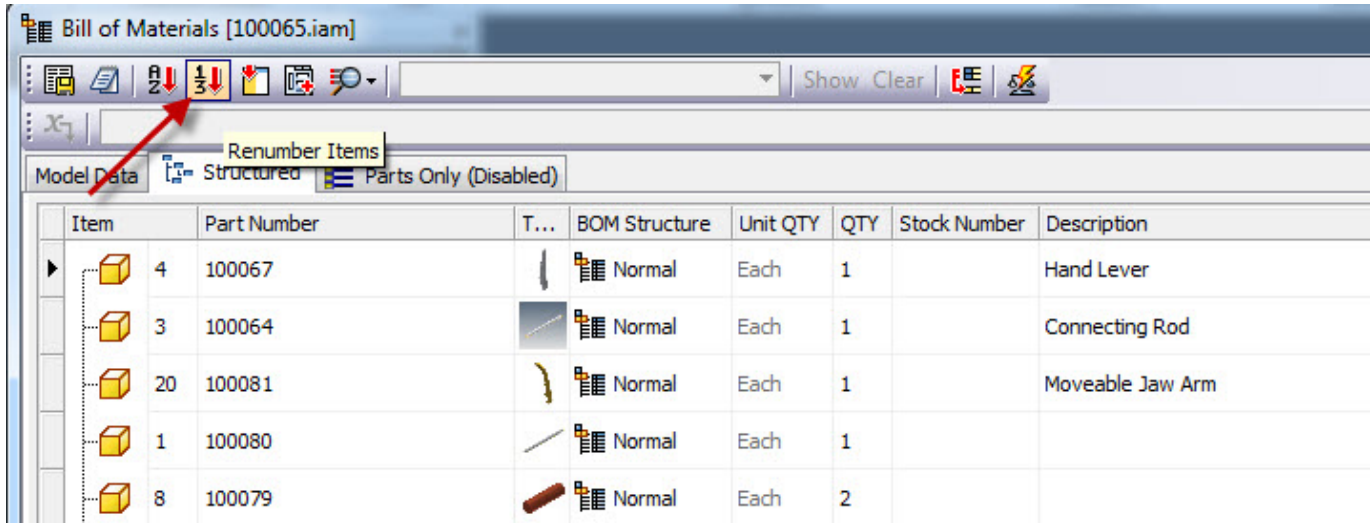 Bill of Materials [100065.iam]
Show Clear
Renumber Items
Model Data Structured Parts Only (Disabled)
Item Part Number T... BOM Structure Unit QTY QTY Stock Number Description
4 100067 Normal Each 1 Hand Lever
3 100064 Normal Each 1 Connecting Rod
20 100081 Normal Each 1 Moveable Jaw Arm
1 100080 Normal Each 1
8 100079 Normal Each 2